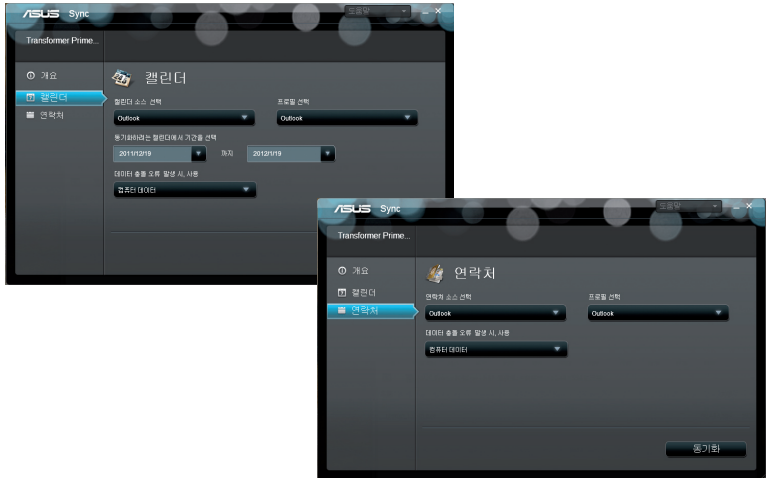 ASUS Sync
도움말
Transformer Prime...
개요
캘린더
연락처
캘린더
캘린더 소스 선택
프로필 선택
Outlook
Outlook
동기화하려는 캘린더에서 기간을 선택
2011/12/19 까지 2012/1/19
데이터 충돌 오류 발생 시, 사용
컴퓨터 데이터
ASUS Sync
도움말
Transformer Prime...
개요
캘린더
연락처
연락처
연락처 소스 선택
프로필 선택
Outlook
Outlook
데이터 충돌 오류 발생 시, 사용
컴퓨터 데이터
동기화